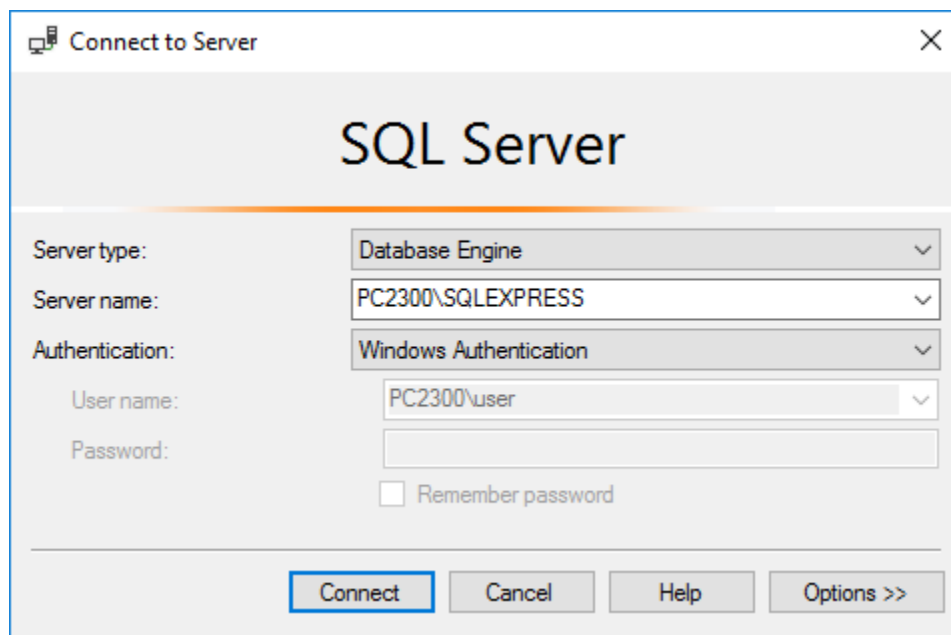 Connect to Server
SQL Server
Server type: Database Engine
Server name: PC2300\SQLEXPRESS
Authentication: Windows Authentication
User name: PC2300\user
Password:
Remember password
Connect Cancel Help Options >>